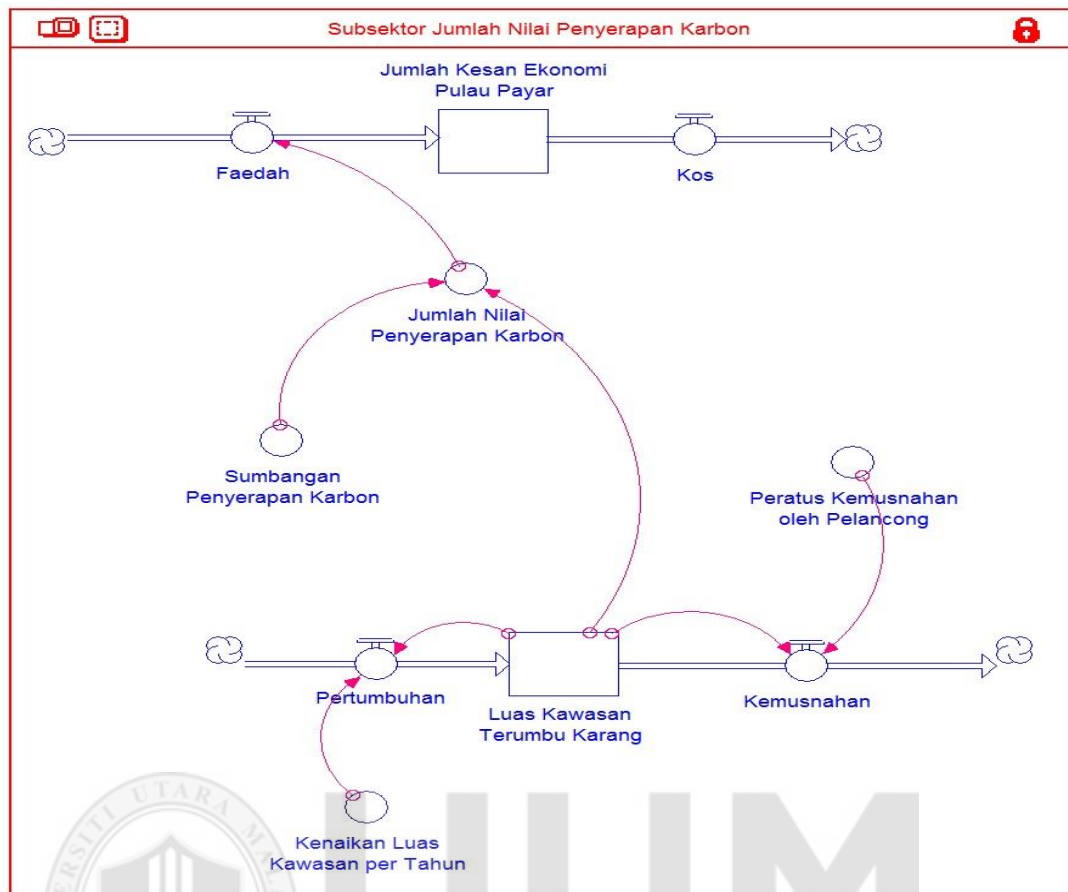 Subsektor Jumlah Nilai Penyerapan Karbon
Jumlah Kesan Ekonomi
Pulau Payar
Faedah
Kos
Jumlah Nilai
Penyerapan Karbon
Sumbangan
Penyerapan Karbon
Peratus Kemusnahan
oleh Pelancong
Pertumbuhan
Luas Kawasan
Terumbu Karang
Kemusnahan
Kenaikan Luas
Kawasan per Tahun
UTARA
UUM